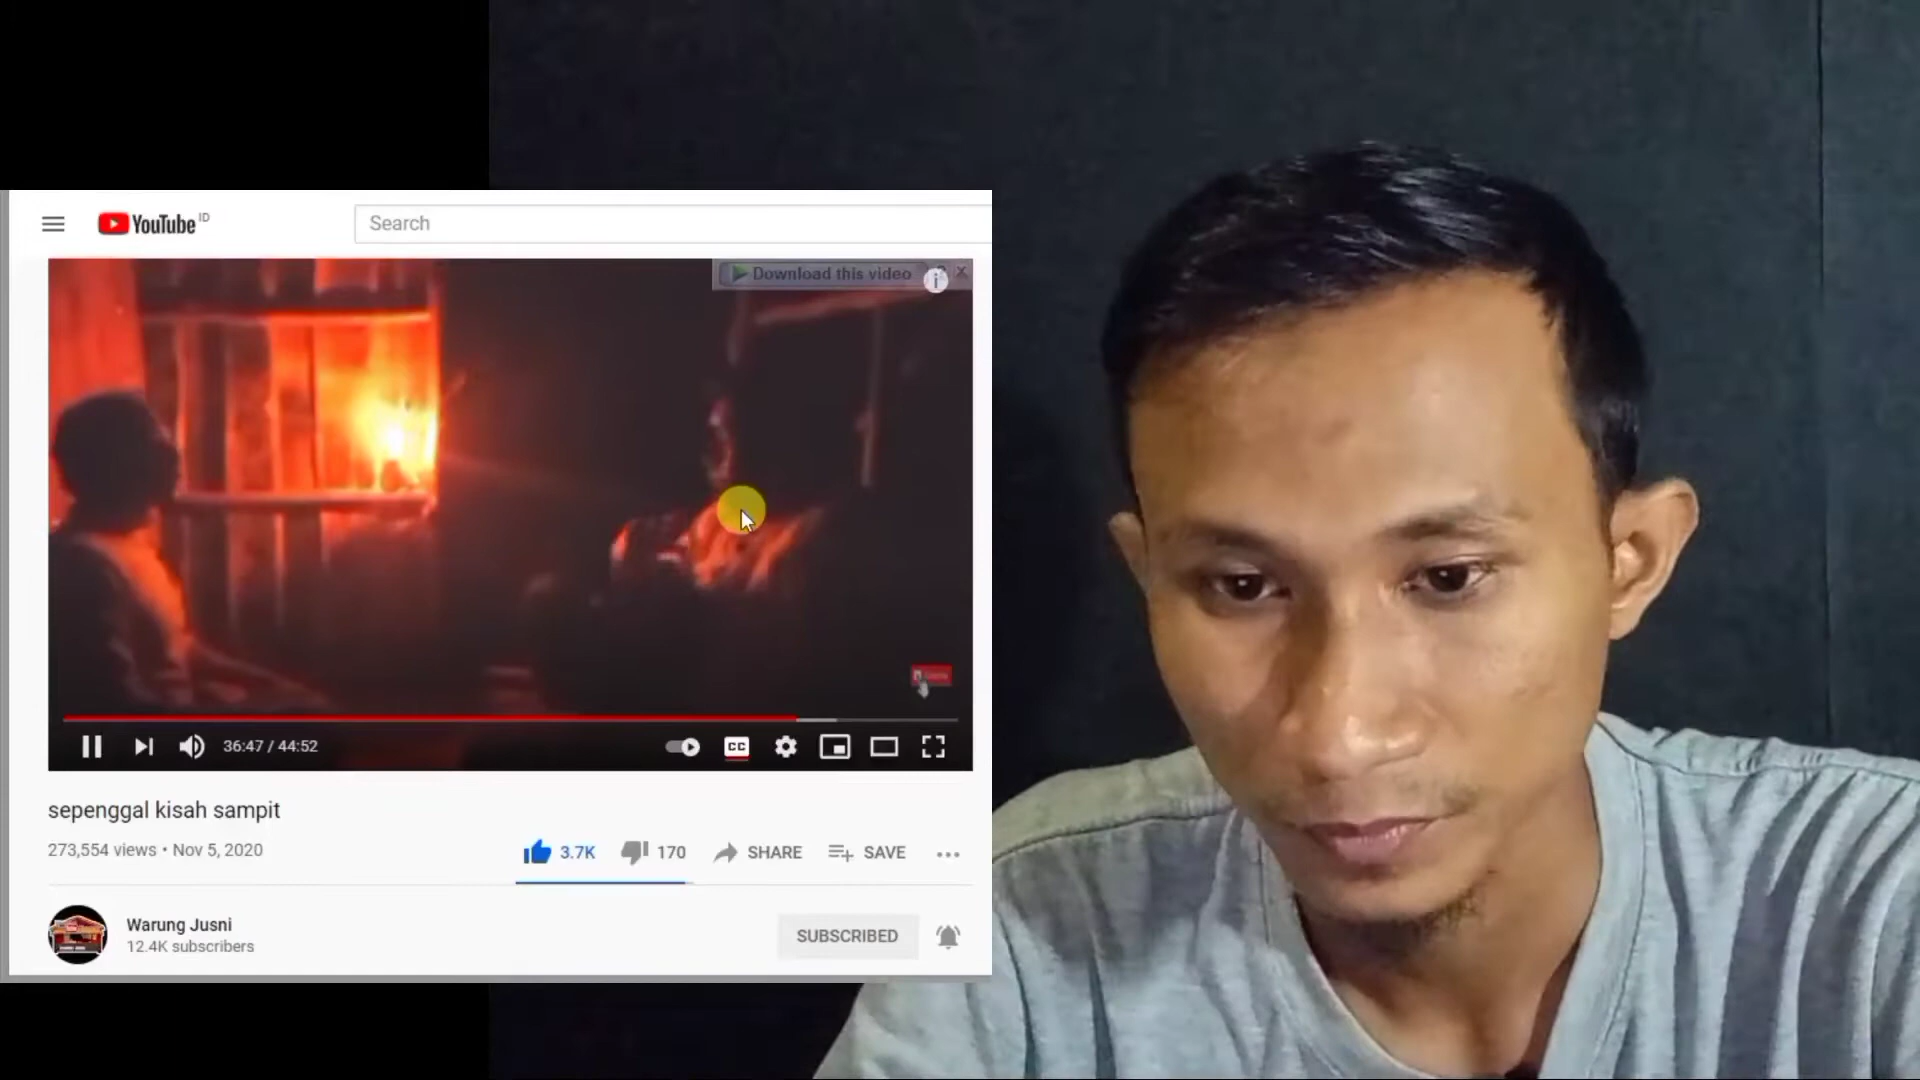 YouTube ID
Search
Download this video
36:47 / 44:52
CC
sepenggal kisah sampit
273,554 views • Nov 5, 2020
3.7K
170
SHARE
SAVE
Warung Jusni
12.4K subscribers
SUBSCRIBED